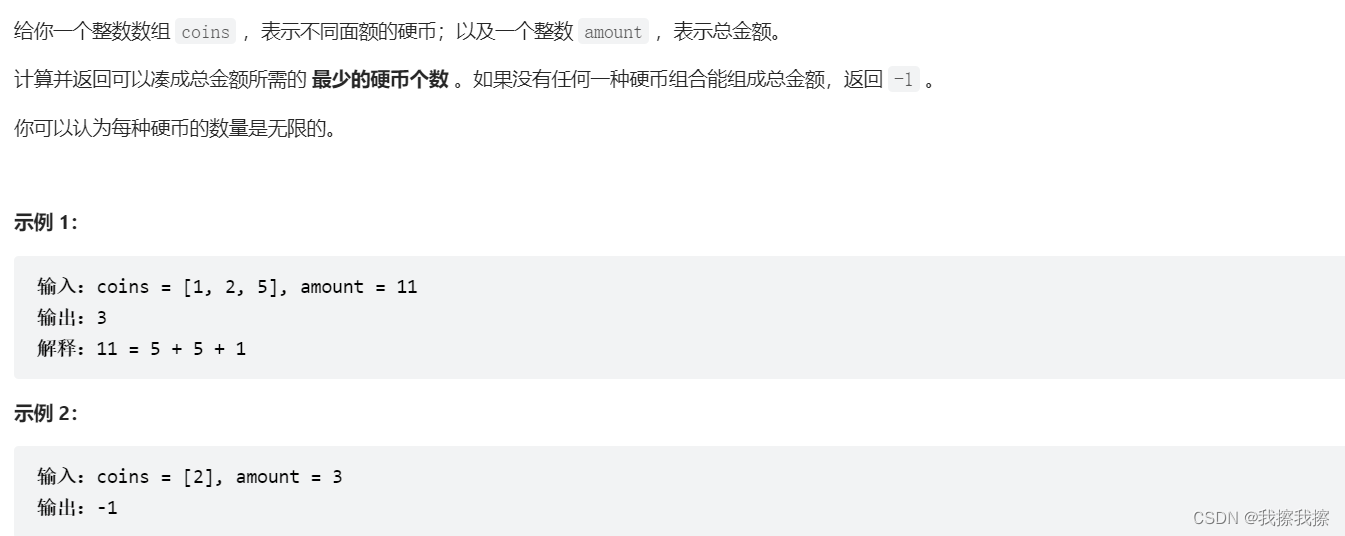 给你一个整数数组 coins ，表示不同面额的硬币；以及一个整数 amount ，表示总金额。
计算并返回可以凑成总金额所需的 最少的硬币个数 。如果没有任何一种硬币组合能组成总金额，返回 -1 。
你可以认为每种硬币的数量是无限的。
示例 1：
输入：coins = [1, 2, 5], amount = 11
输出：3
解释：11 = 5 + 5 + 1
示例 2：
输入：coins = [2], amount = 3
输出：-1
CSDN @我擦我擦